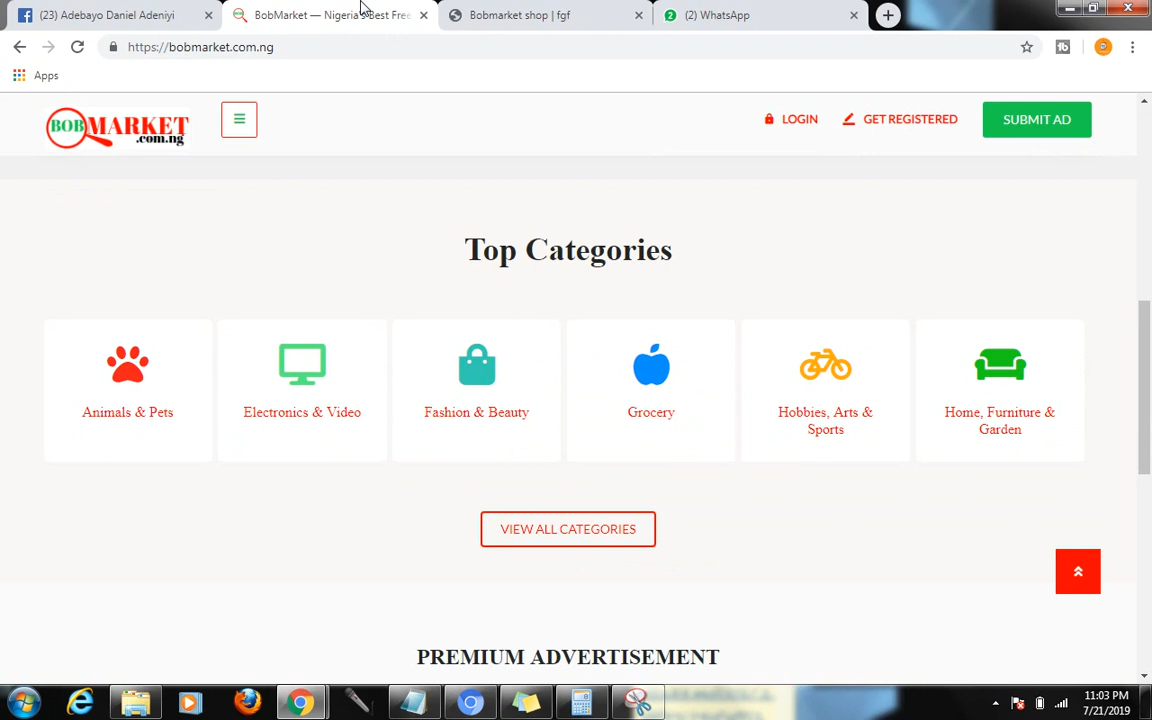 (23) Adebayo Daniel Adeniyi
BobMarket — Nigeria's Best Free
Bobmarket shop | fgf
(2) WhatsApp
https://bobmarket.com.ng
Apps
BOBMARKET
.com.ng
LOGIN
GET REGISTERED
SUBMIT AD
Top Categories
Animals & Pets
Electronics & Video
Fashion & Beauty
Grocery
Hobbies, Arts &
Sports
Home, Furniture &
Garden
VIEW ALL CATEGORIES
PREMIUM ADVERTISEMENT
11:03 PM
7/21/2019